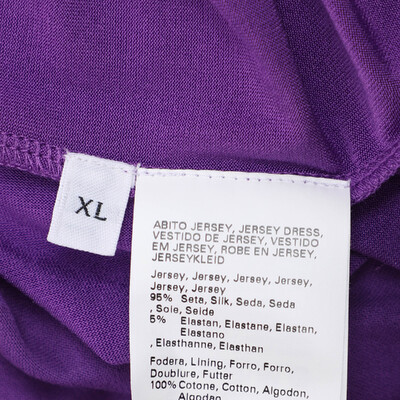 XL
ABITO JERSEY, JERSEY DRESS,
VESTIDO DE JERSEY, VESTIDO
EM JERSEY, ROBE EN JERSEY,
JERSEYKLEID
Jersey, Jersey, Jersey, Jersey,
Jersey, Jersey
95% Seta, Silk, Seda, Seda
, Soie, Seide
5% Elastan, Elastane, Elastan,
Elastano
, Elasthanne, Elasthan
Fodera, Lining, Forro, Forro,
Doublure, Futter
100% Cotone, Cotton, Algodon,
Algodao,